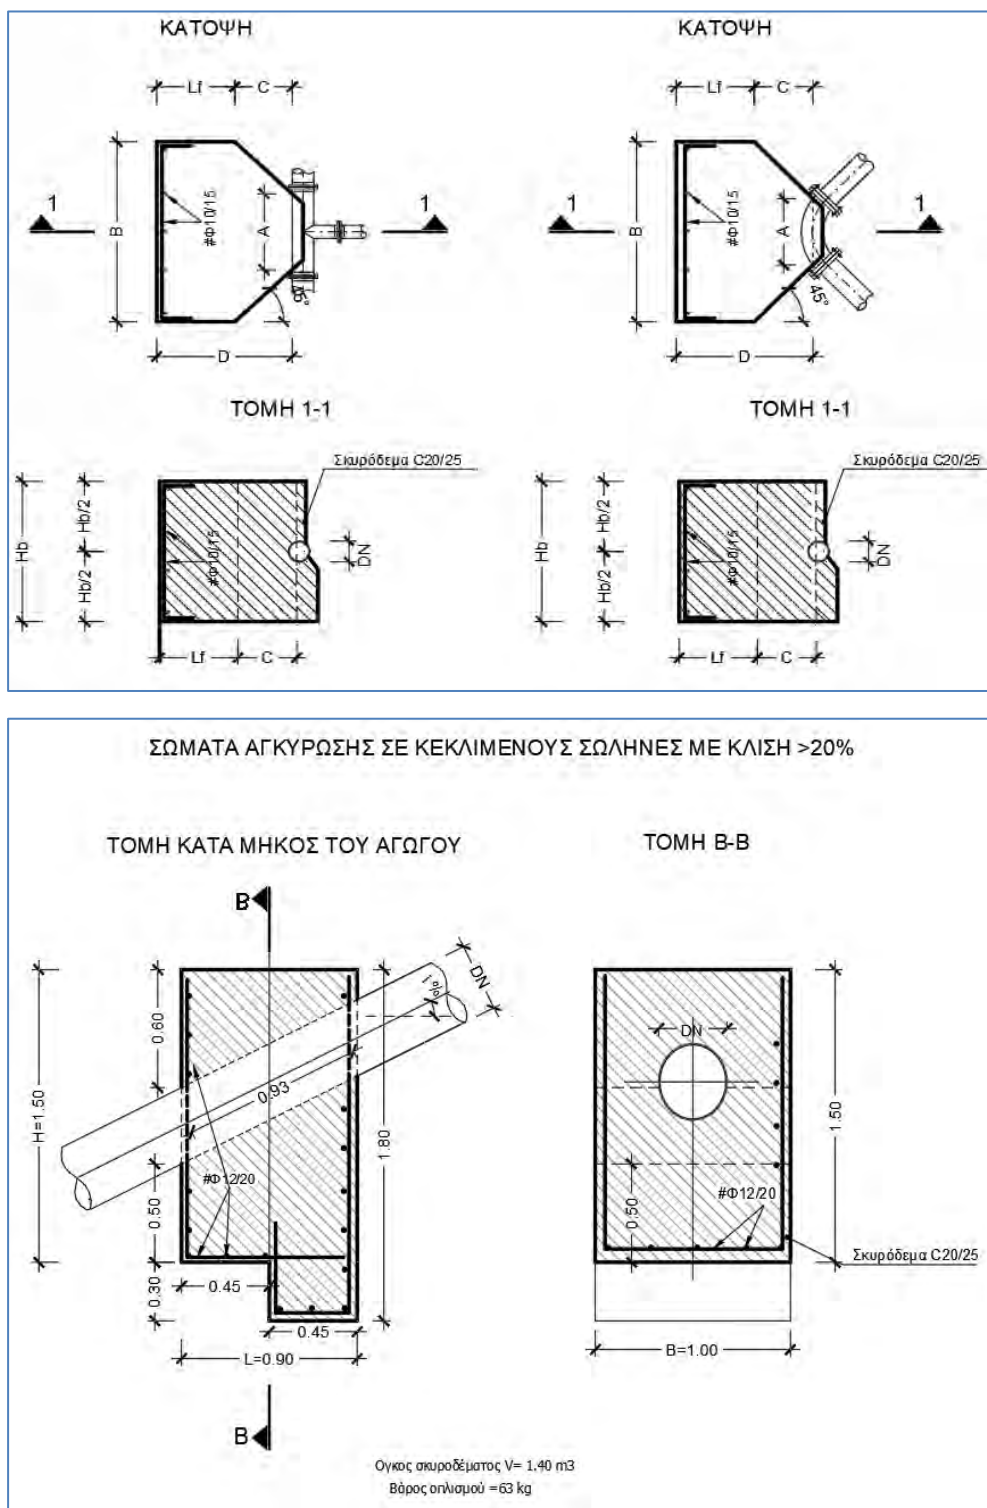 ΚΑΤΟΨΗ ΚΑΤΟΨΗ
Lf C Lf C
1 1 1 1
B #Φ10/15 A B #Φ10/15 A
45° 45°
D D
ΤΟΜΗ 1-1 ΤΟΜΗ 1-1
Σκυρόδεμα C20/25 Σκυρόδεμα C20/25
Hb Hb/2 Hb/2 #Φ10/15 DN Hb Hb/2 Hb/2 #Φ10/15 DN
Lf C Lf C
ΣΩΜΑΤΑ ΑΓΚΥΡΩΣΗΣ ΣΕ ΚΕΚΛΙΜΕΝΟΥΣ ΣΩΛΗΝΕΣ ΜΕ ΚΛΙΣΗ >20%
ΤΟΜΗ ΚΑΤΑ ΜΗΚΟΣ ΤΟΥ ΑΓΩΓΟΥ
ΤΟΜΗ B-B
B
DN
i%
0.60
H=1.50
0.93
1.80
#Φ12/20
0.50
0.30
0.45
0.45
L=0.90
B
DN
1.50
0.50
#Φ12/20
Σκυρόδεμα C20/25
B=1.00
Ογκος σκυροδέματος V= 1,40 m3
Βάρος οπλισμού =63 kg